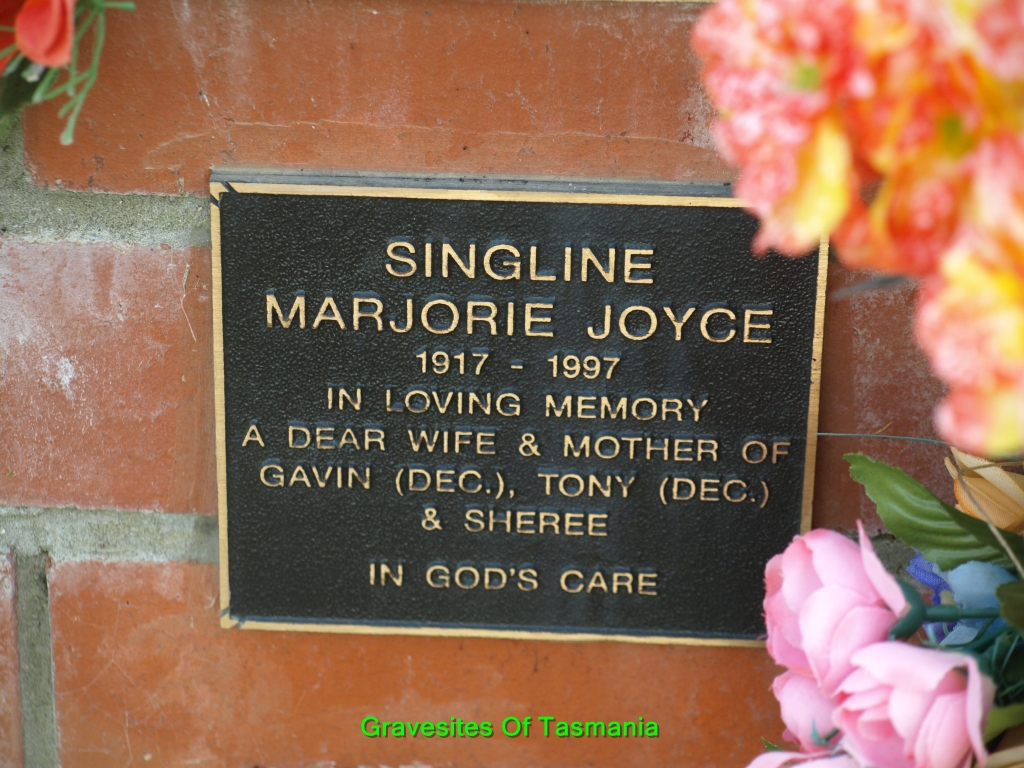 SINGLINE
MARJORIE JOYCE
1917 - 1997
IN LOVING MEMORY
A DEAR WIFE & MOTHER OF
GAVIN (DEC.), TONY (DEC.)
& SHEREE
IN GOD'S CARE
Gravesites Of Tasmania